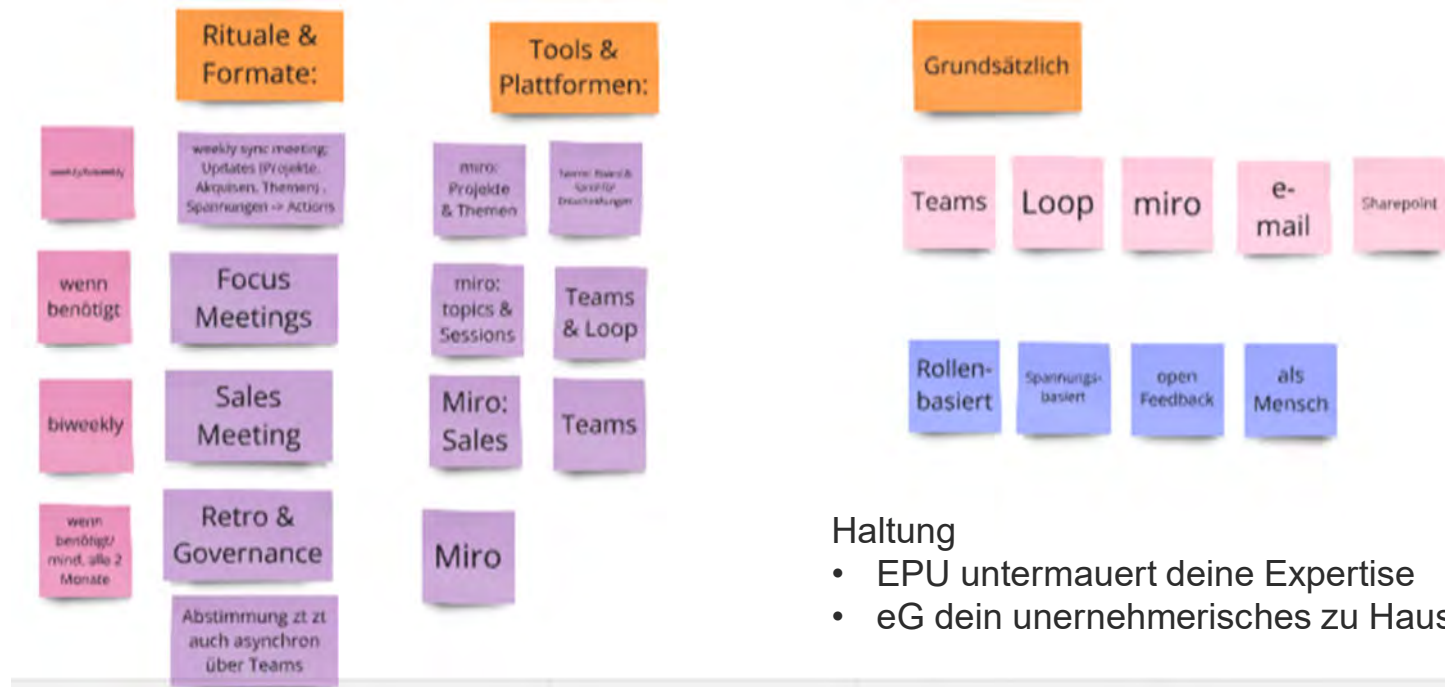 Rituale &
Formate:
Tools &
Plattformen:
Grundsätzlich
weekly sync meeting:
Updates (Projekte,
Akquisen, Themen) ,
Spannungen -> Actions
miro:
Projekte
& Themen
Teams
Loop
miro
e-
mail
Sharepoint
wenn
benötigt
Focus
Meetings
miro:
topics &
Sessions
Teams
& Loop
Rollen-
basiert
Spannungs-
basiert
open
Feedback
als
Mensch
biweekly
Sales
Meeting
Miro:
Sales
Teams
wenn
benötigt/
mind. alle 2
Monate
Retro &
Governance
Miro
Abstimmung zt zt
auch asynchron
über Teams
Haltung
• EPU untermauert deine Expertise
• eG dein unernehmerisches zu Haus